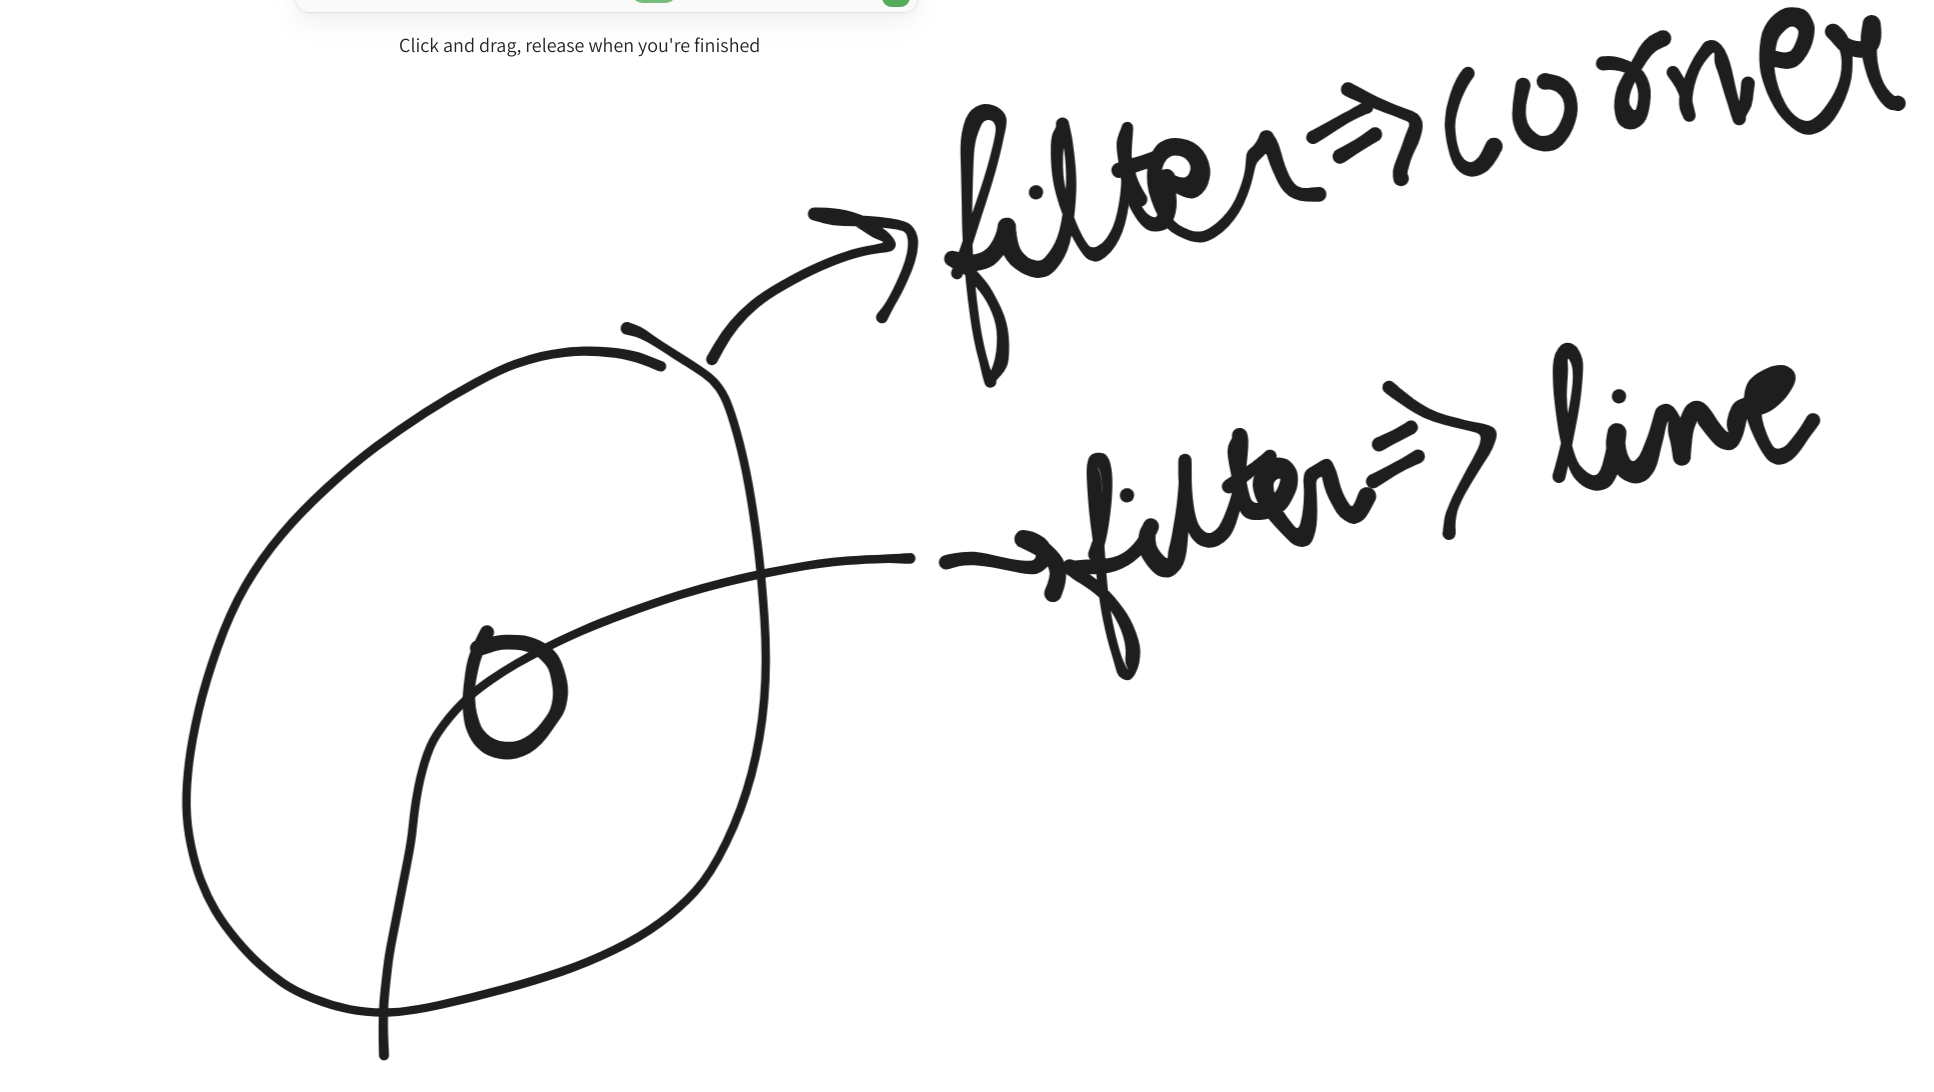 Click and drag, release when you're finished
filter => corner
filter => line